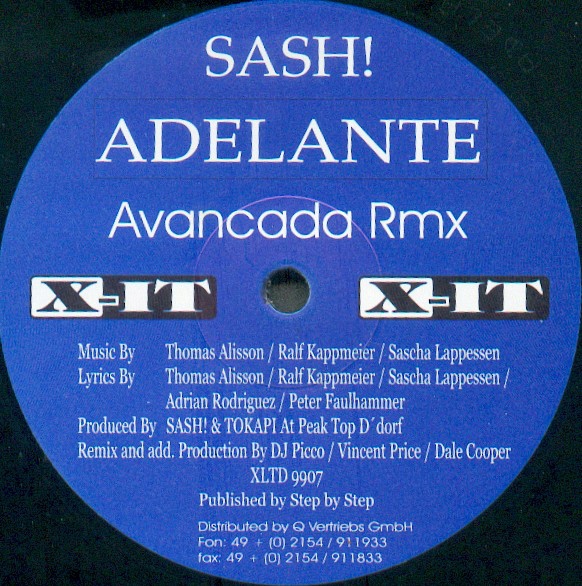 SASH!
ADELANTE
Avancada Rmx
X-IT X-IT
Music By Thomas Alisson / Ralf Kappmeier / Sascha Lappessen
Lyrics By Thomas Alisson / Ralf Kappmeier / Sascha Lappessen /
Adrian Rodriguez / Peter Faulhammer
Produced By SASH! & TOKAPI At Peak Top D´dorf
Remix and add. Production By DJ Picco / Vincent Price / Dale Cooper
XLTD 9907
Published by Step by Step
Distributed by Q Vertriebs GmbH
Fon: 49 + (0) 2154 / 911933
fax: 49 + (0) 2154 / 911833